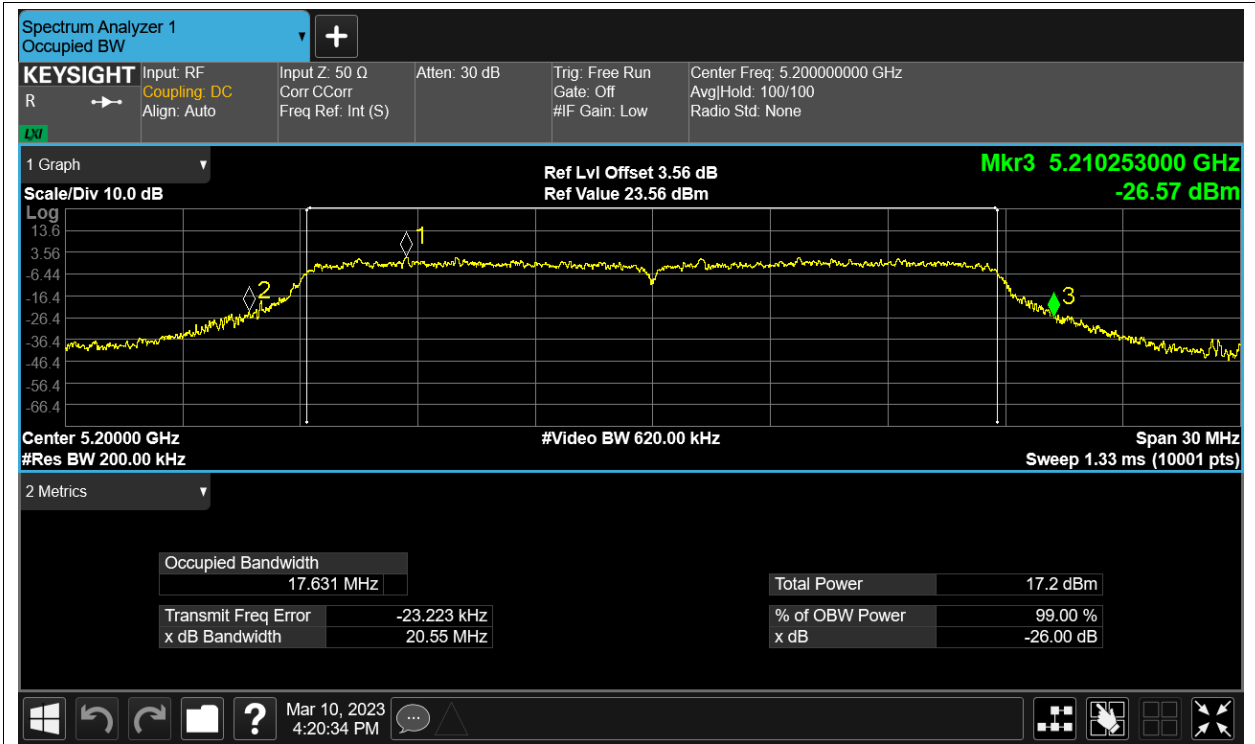 Spectrum Analyzer 1
Occupied BW
KEYSIGHT
R
LXI
Input: RF
Coupling: DC
Align: Auto
Input Z: 50 Ω
Corr CCorr
Freq Ref: Int (S)
Atten: 30 dB
Trig: Free Run
Gate: Off
#IF Gain: Low
Center Freq: 5.200000000 GHz
Avg|Hold: 100/100
Radio Std: None
1 Graph
Scale/Div 10.0 dB
Ref Lvl Offset 3.56 dB
Ref Value 23.56 dBm
Mkr3 5.210253000 GHz
-26.57 dBm
Log
13.6
3.56
-6.44
-16.4
-26.4
-36.4
-46.4
-56.4
-66.4
1
2
3
Center 5.20000 GHz
#Video BW 620.00 kHz
Span 30 MHz
#Res BW 200.00 kHz
Sweep 1.33 ms (10001 pts)
2 Metrics
Occupied Bandwidth
17.631 MHz
Transmit Freq Error -23.223 kHz
x dB Bandwidth 20.55 MHz
Total Power 17.2 dBm
% of OBW Power 99.00 %
x dB -26.00 dB
?
Mar 10, 2023
4:20:34 PM